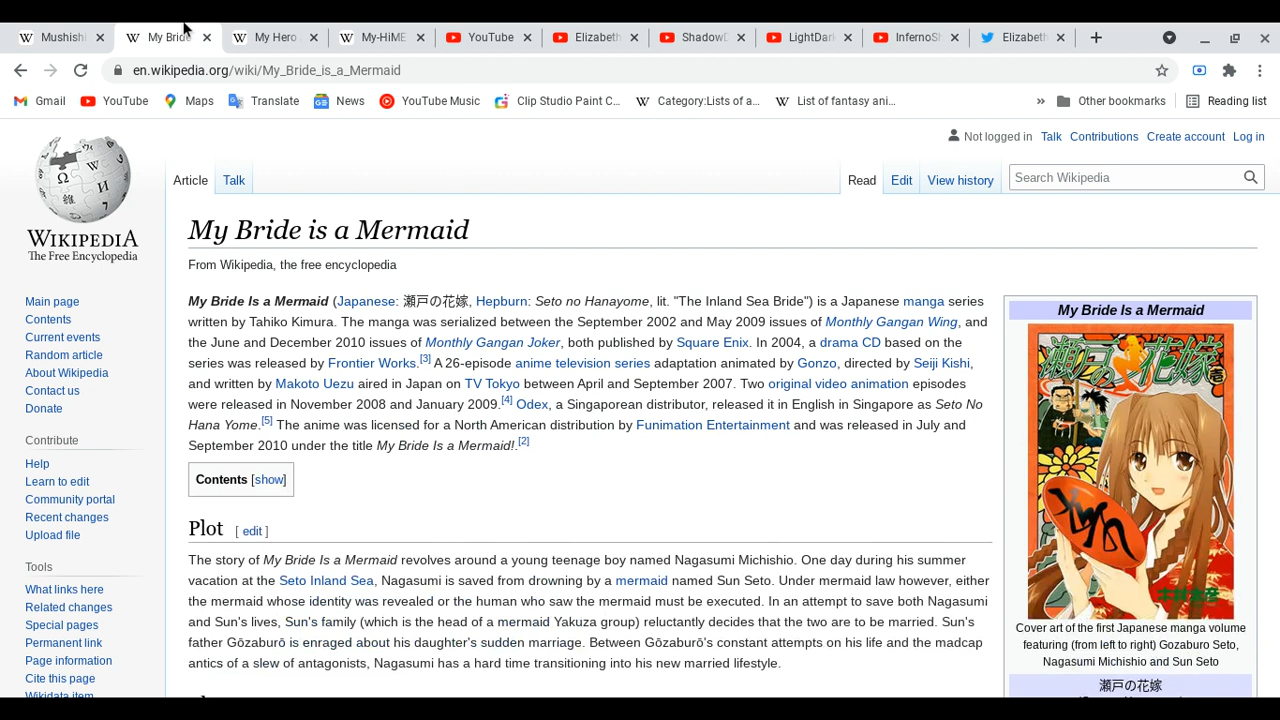 Mushishi
My Bride
My Hero
My-HiME
YouTube
Elizabeth
ShadowD
LightDark
InfernoSh
Elizabeth
en.wikipedia.org/wiki/My_Bride_is_a_Mermaid
Gmail
YouTube
Maps
Translate
News
YouTube Music
Clip Studio Paint C...
Category:Lists of a...
List of fantasy ani...
»
Other bookmarks
Reading list
Not logged in
Talk
Contributions
Create account
Log in
WIKIPEDIA
The Free Encyclopedia
Article
Talk
Read
Edit
View history
Search Wikipedia
My Bride is a Mermaid
From Wikipedia, the free encyclopedia
Main page
Contents
Current events
Random article
About Wikipedia
Contact us
Donate
Contribute
Help
Learn to edit
Community portal
Recent changes
Upload file
Tools
What links here
Related changes
Special pages
Permanent link
Page information
Cite this page
Wikidata item
My Bride Is a Mermaid (Japanese: 瀬戸の花嫁, Hepburn: Seto no Hanayome, lit. "The Inland Sea Bride") is a Japanese manga series
written by Tahiko Kimura. The manga was serialized between the September 2002 and May 2009 issues of Monthly Gangan Wing, and
the June and December 2010 issues of Monthly Gangan Joker, both published by Square Enix. In 2004, a drama CD based on the
series was released by Frontier Works.[3] A 26-episode anime television series adaptation animated by Gonzo, directed by Seiji Kishi,
and written by Makoto Uezu aired in Japan on TV Tokyo between April and September 2007. Two original video animation episodes
were released in November 2008 and January 2009.[4] Odex, a Singaporean distributor, released it in English in Singapore as Seto No
Hana Yome.[5] The anime was licensed for a North American distribution by Funimation Entertainment and was released in July and
September 2010 under the title My Bride Is a Mermaid!.[2]
Contents [show]
Plot [ edit ]
The story of My Bride Is a Mermaid revolves around a young teenage boy named Nagasumi Michishio. One day during his summer
vacation at the Seto Inland Sea, Nagasumi is saved from drowning by a mermaid named Sun Seto. Under mermaid law however, either
the mermaid whose identity was revealed or the human who saw the mermaid must be executed. In an attempt to save both Nagasumi
and Sun's lives, Sun's family (which is the head of a mermaid Yakuza group) reluctantly decides that the two are to be married. Sun's
father Gōzaburō is enraged about his daughter's sudden marriage. Between Gōzaburō's constant attempts on his life and the madcap
antics of a slew of antagonists, Nagasumi has a hard time transitioning into his new married lifestyle.
My Bride Is a Mermaid
瀬戸の花嫁
壱
木村太彦
Cover art of the first Japanese manga volume
featuring (from left to right) Gozaburo Seto,
Nagasumi Michishio and Sun Seto
瀬戸の花嫁